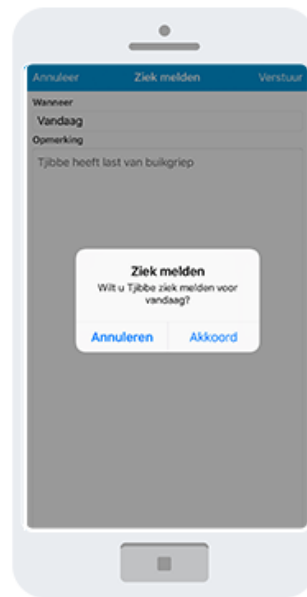 Annuleer Ziek melden Verstuur
Wanneer
Vandaag
Opmerking
Tjibbe heeft last van buikgriep
Ziek melden
Wilt u Tjibbe ziek melden voor
vandaag?
Annuleren Akkoord